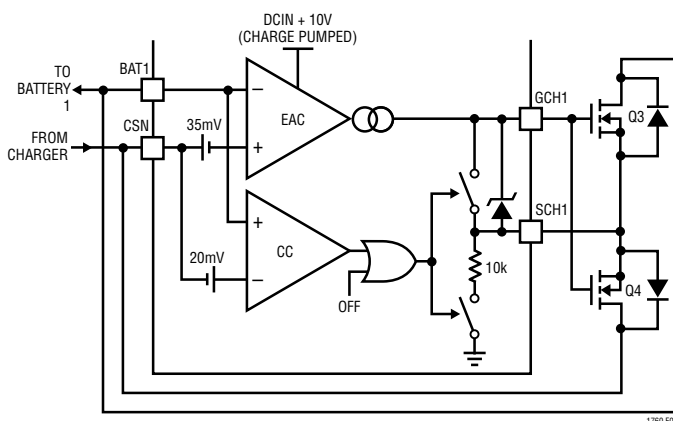 DCIN + 10V
(CHARGE PUMPED)
TO
BATTERY
1
BAT1
–
EAC
+
GCH1
Q3
FROM
CHARGER
CSN
35mV
SCH1
+
CC
–
20mV
OFF
10k
Q4